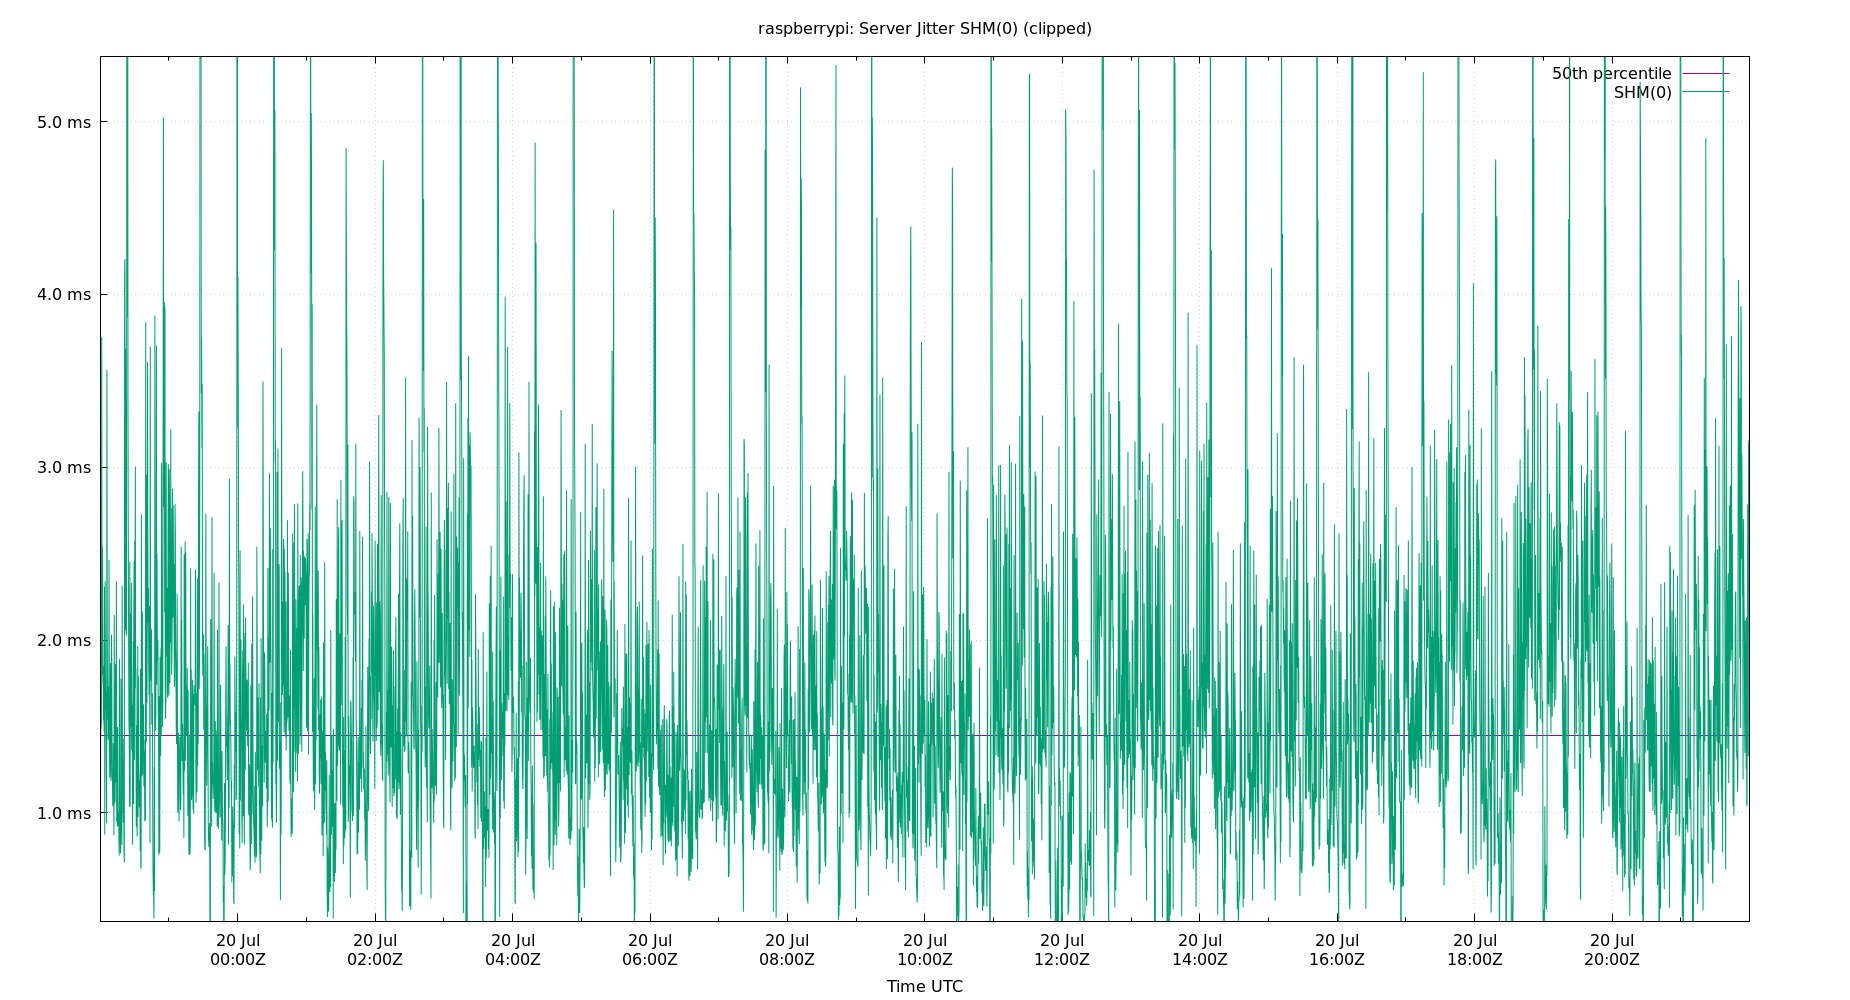 raspberrypi: Server Jitter SHM(0) (clipped)
50th percentile
SHM(0)
5.0 ms
4.0 ms
3.0 ms
2.0 ms
1.0 ms
20 Jul 20 Jul 20 Jul 20 Jul 20 Jul 20 Jul 20 Jul 20 Jul 20 Jul 20 Jul 20 Jul
00:00Z 02:00Z 04:00Z 06:00Z 08:00Z 10:00Z 12:00Z 14:00Z 16:00Z 18:00Z 20:00Z
Time UTC